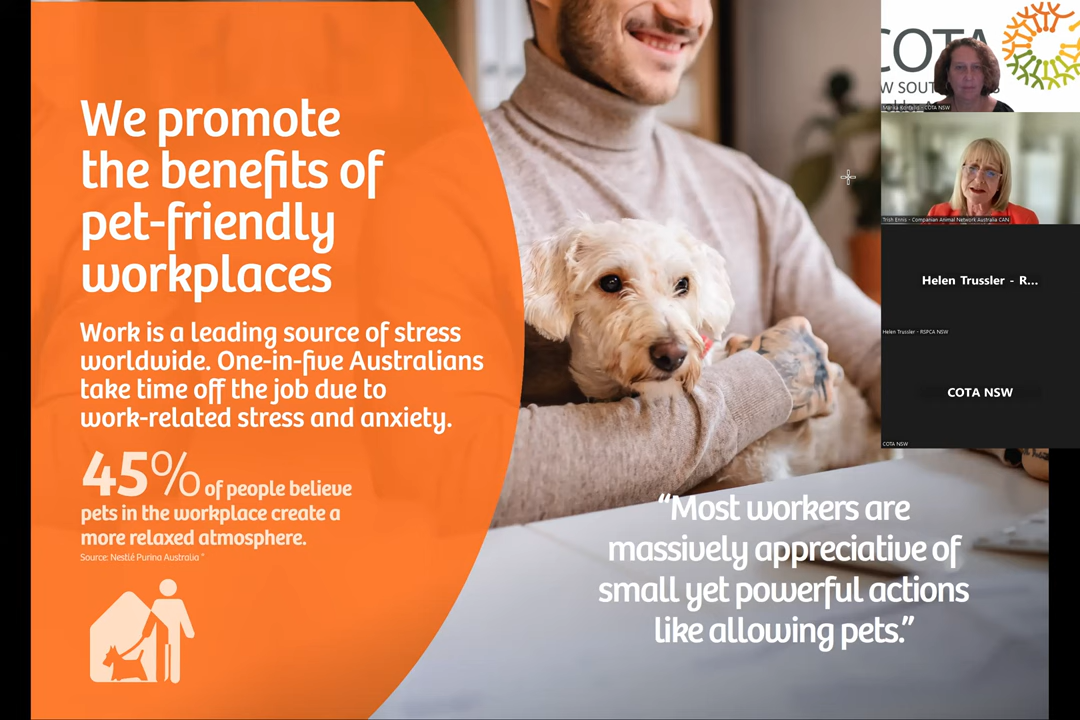 We promote
the benefits of
pet-friendly
workplaces
Work is a leading source of stress
worldwide. One-in-five Australians
take time off the job due to
work-related stress and anxiety.
45% of people believe
pets in the workplace create a
more relaxed atmosphere.
Source: Nestlé Purina Australia "
"Most workers are
massively appreciative of
small yet powerful actions
like allowing pets."
COTA
W SOUT
COTA NSW
Trish Ennis - Companion Animal Network Australia CAN
Helen Trussler - R...
Helen Trussler - RSPCA NSW
COTA NSW
COTA NSW